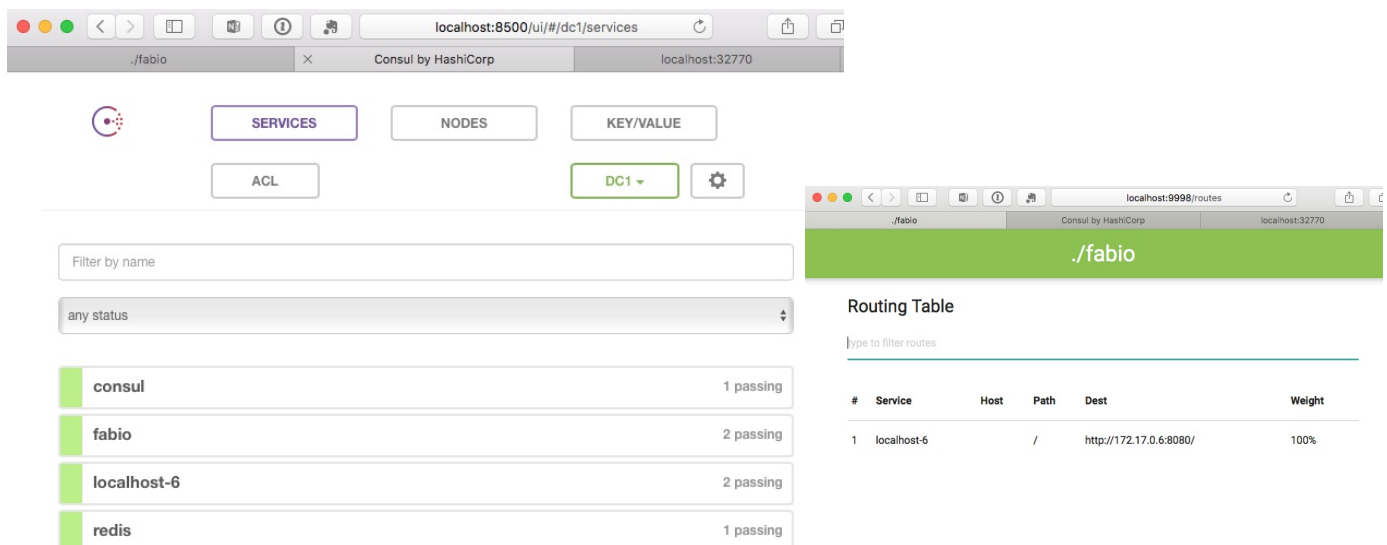 localhost:8500/ui/#/dc1/services
./fabio
Consul by HashiCorp
localhost:32770
SERVICES
NODES
KEY/VALUE
ACL
DC1
Filter by name
any status
consul 1 passing
fabio 2 passing
localhost-6 2 passing
redis 1 passing
localhost:9998/routes
./fabio
Consul by HashiCorp
localhost:32770
./fabio
Routing Table
type to filter routes
# Service Host Path Dest Weight
1 localhost-6 / http://172.17.0.6:8080/ 100%